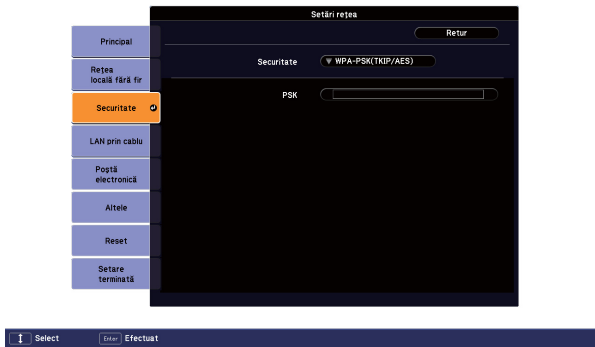 Setări rețea
Retur
Principal
Securitate
WPA-PSK(TKIP/AES)
Rețea
locală fără fir
PSK
Securitate
LAN prin cablu
Poștă
electronică
Altele
Reset
Setare
terminată
Select
Enter
Efectuat